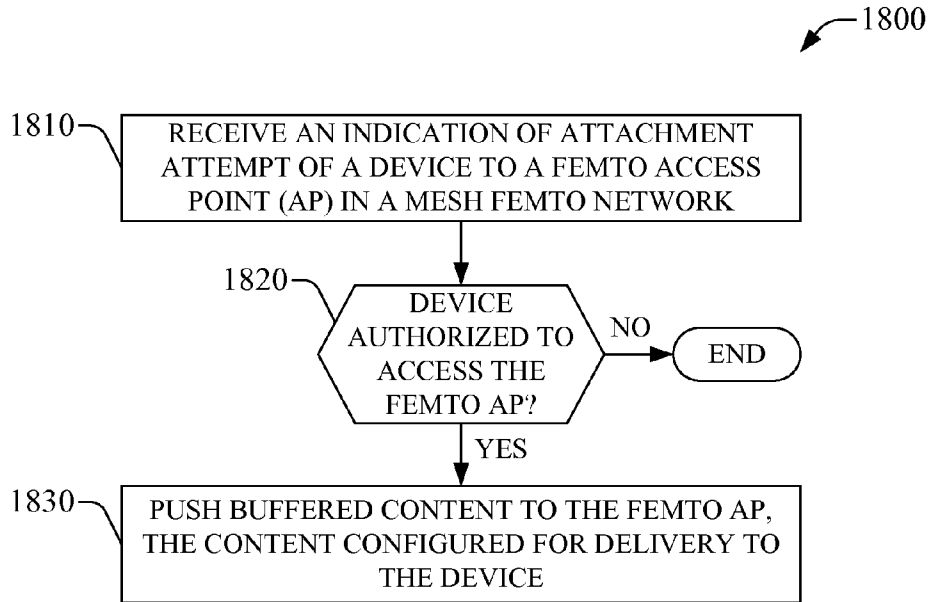 1800
1810
RECEIVE AN INDICATION OF ATTACHMENT
ATTEMPT OF A DEVICE TO A FEMTO ACCESS
POINT (AP) IN A MESH FEMTO NETWORK
1820
DEVICE
AUTHORIZED TO
ACCESS THE
FEMTO AP?
NO
END
YES
1830
PUSH BUFFERED CONTENT TO THE FEMTO AP,
THE CONTENT CONFIGURED FOR DELIVERY TO
THE DEVICE